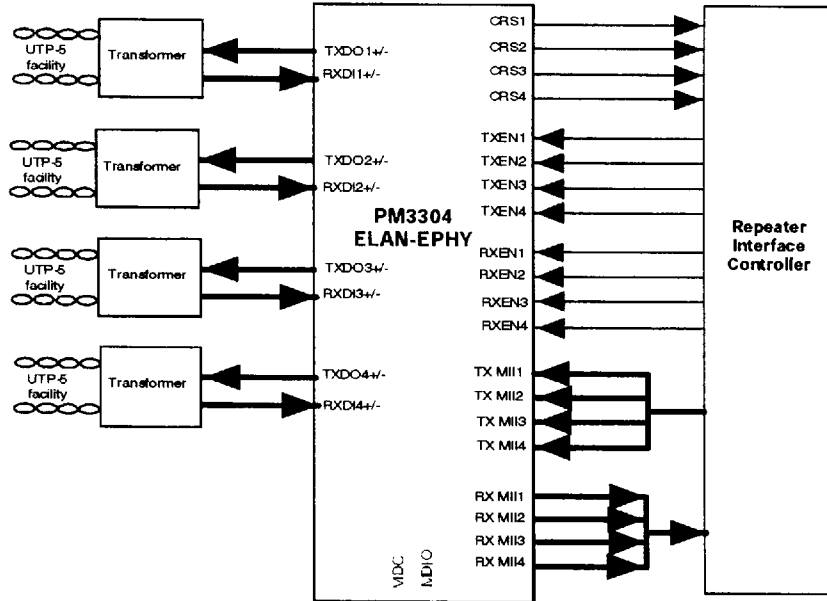 UTP-5
facility
Transformer
TXDO1+/-
RXDI1+/-
UTP-5
facility
Transformer
TXDO2+/-
RXDI2+/-
UTP-5
facility
Transformer
TXDO3+/-
RXDI3+/-
UTP-5
facility
Transformer
TXDO4+/-
RXDI4+/-
PM3304
ELAN-EPHY
MDC
MDIO
CRS1
CRS2
CRS3
CRS4
TXEN1
TXEN2
TXEN3
TXEN4
RXEN1
RXEN2
RXEN3
RXEN4
TX MII1
TX MII2
TX MII3
TX MII4
RX MII1
RX MII2
RX MII3
RX MII4
Repeater
Interface
Controller